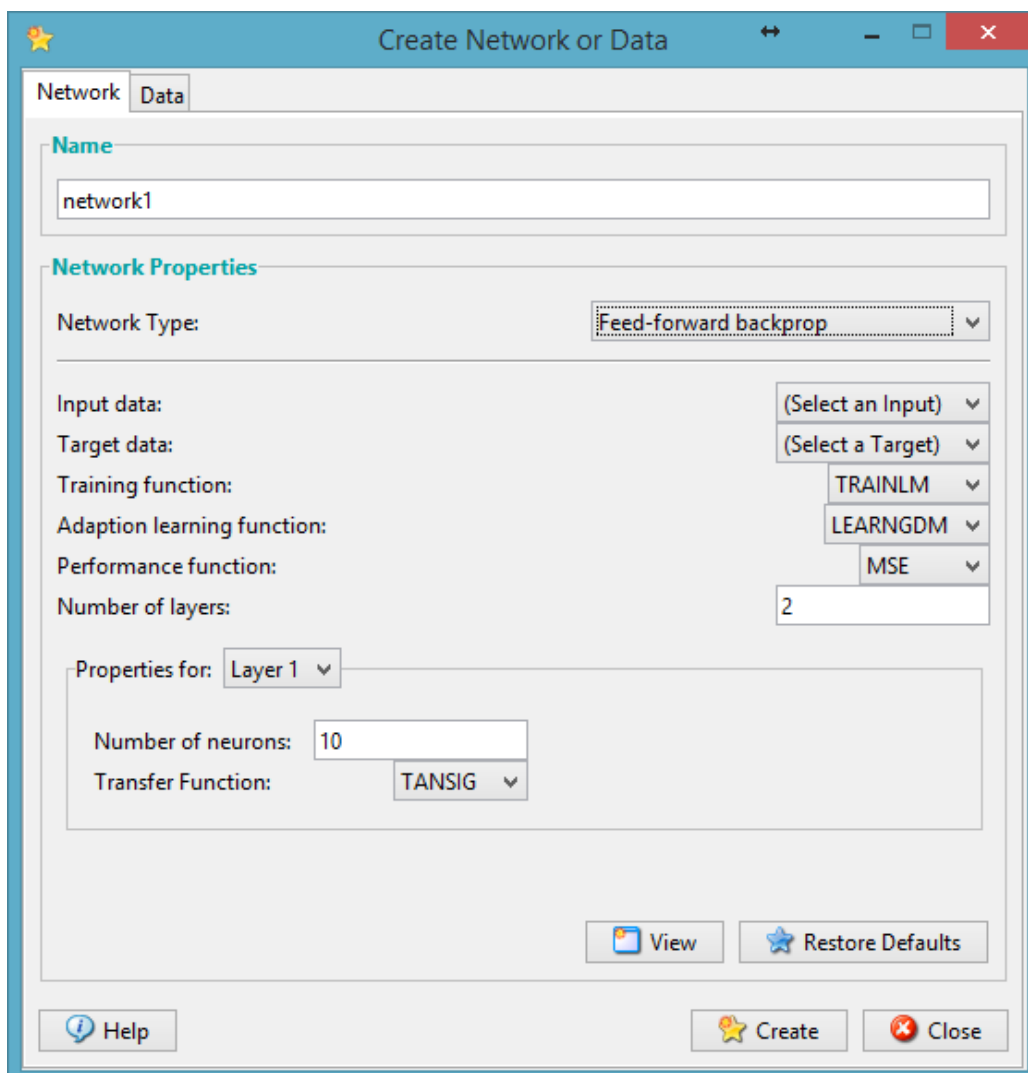 Create Network or Data
Network Data
Name
network1
Network Properties
Network Type: Feed-forward backprop
Input data: (Select an Input)
Target data: (Select a Target)
Training function: TRAINLM
Adaption learning function: LEARNGDM
Performance function: MSE
Number of layers: 2
Properties for: Layer 1
Number of neurons: 10
Transfer Function: TANSIG
View Restore Defaults
Help Create Close